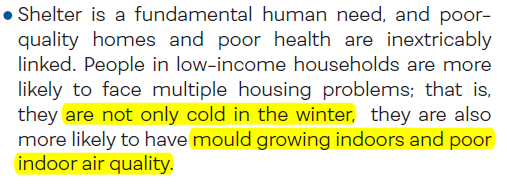 • Shelter is a fundamental human need, and poor-
quality homes and poor health are inextricably
linked. People in low-income households are more
likely to face multiple housing problems; that is,
they are not only cold in the winter, they are also
more likely to have mould growing indoors and poor
indoor air quality.